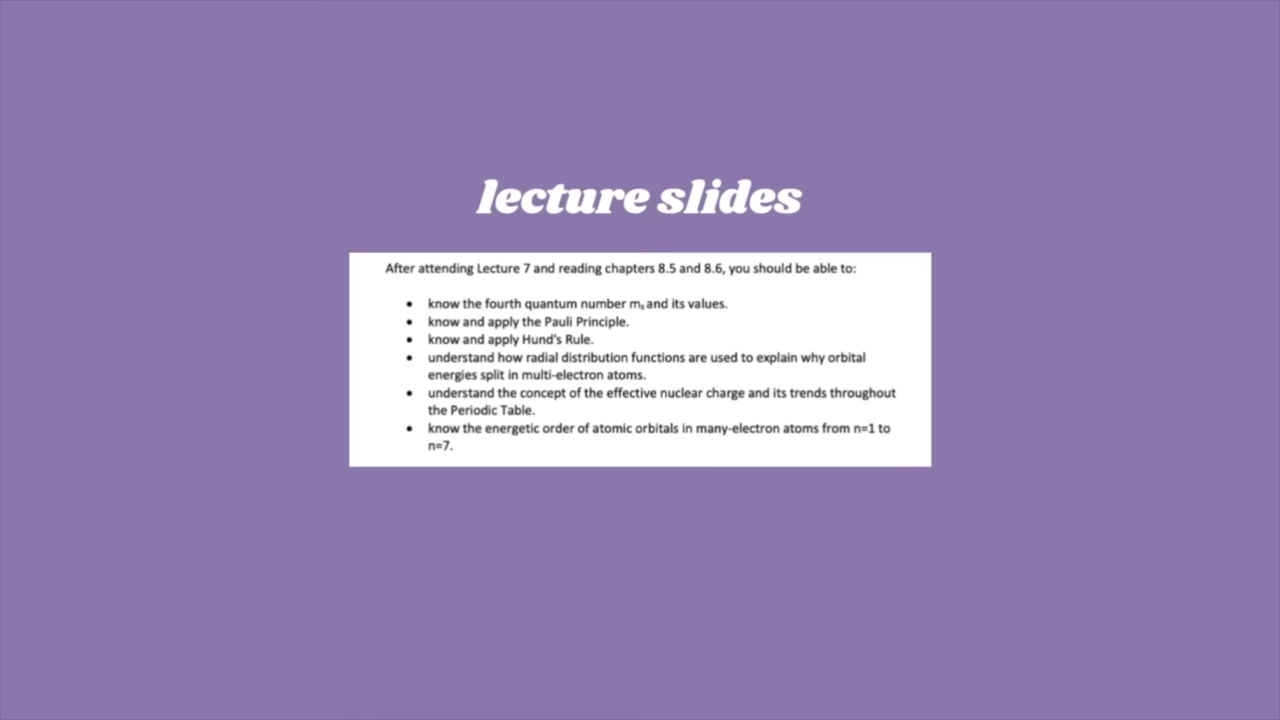 lecture slides
After attending Lecture 7 and reading chapters 8.5 and 8.6, you should be able to:
• know the fourth quantum number mₛ and its values.
• know and apply the Pauli Principle.
• know and apply Hund's Rule.
• understand how radial distribution functions are used to explain why orbital
energies split in multi-electron atoms.
• understand the concept of the effective nuclear charge and its trends throughout
the Periodic Table.
• know the energetic order of atomic orbitals in many-electron atoms from n=1 to
n=7.